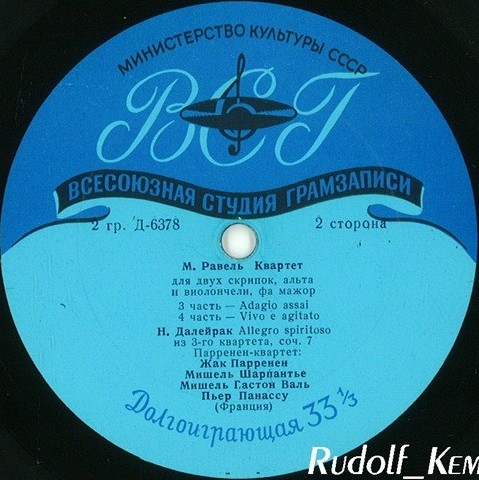 МИНИСТЕРСТВО КУЛЬТУРЫ СССР
ВСГ
ВСЕСОЮЗНАЯ СТУДИЯ ГРАМЗАПИСИ
2 гр. Д-6378 2 сторона
М. Равель Квартет
для двух скрипок, альта
и виолончели, фа мажор
3 часть — Adagio assai
4 часть — Vivo e agitato
Н. Далейрак Allegro spiritoso
из 3-го квартета, соч. 7
Парренен-квартет:
Жак Парренен
Мишель Шарпантье
Мишель Гастон Валь
Пьер Панассу
(Франция)
Долгоиграющая 33 ⅓
Rudolf_Kem